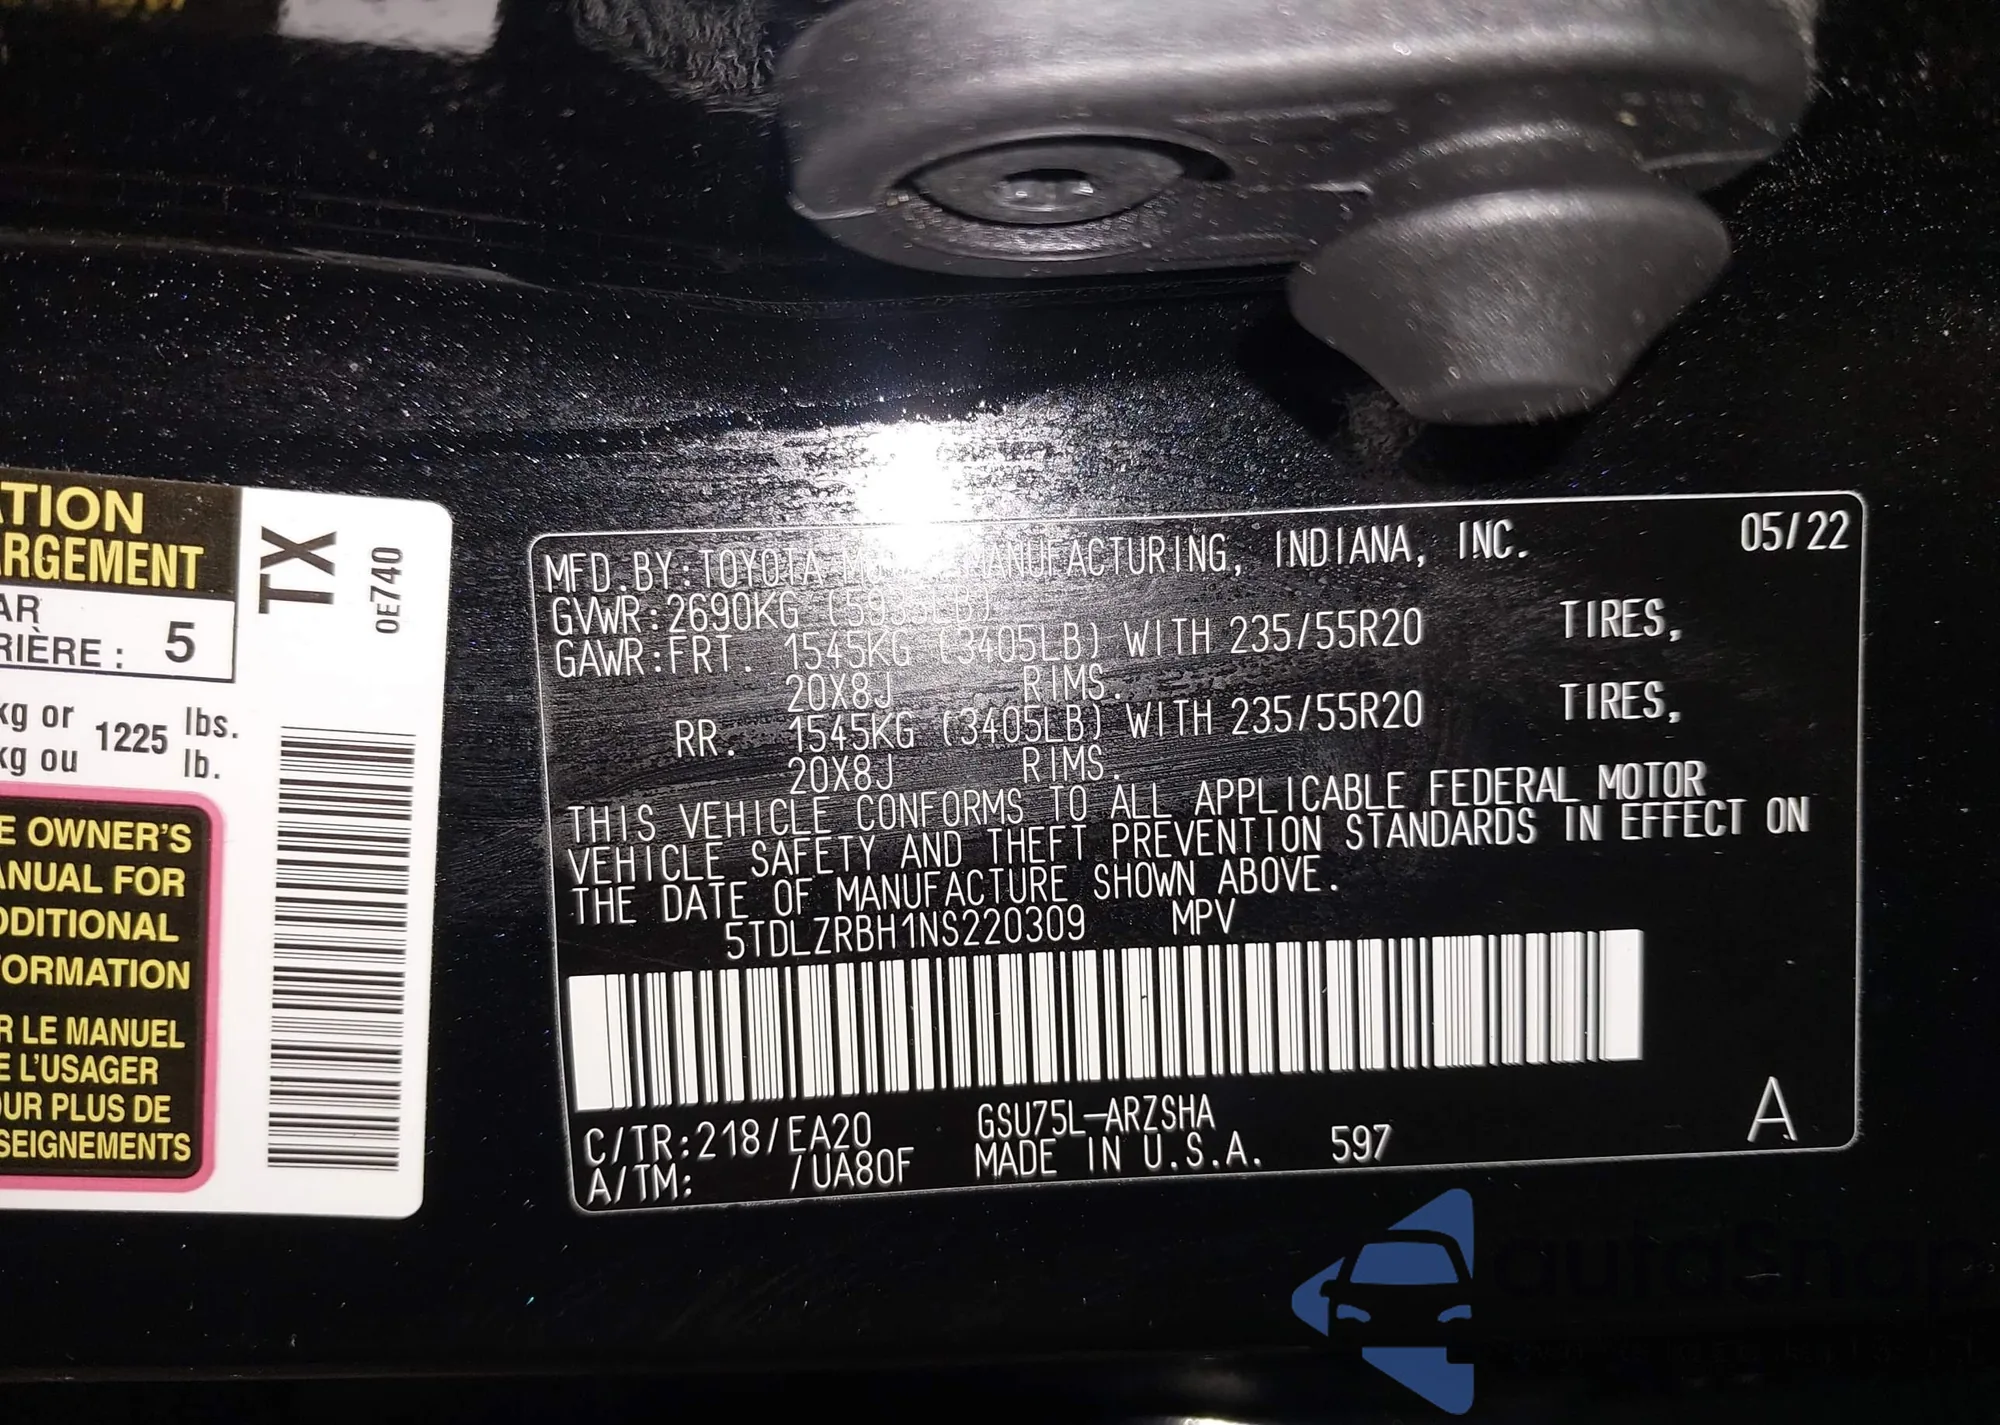 TION
ARGEMENT
AR
RIÈRE : 5
kg or 1225 lbs.
kg ou lb.
E OWNER'S
ANUAL FOR
DDITIONAL
FORMATION
R LE MANUEL
E L'USAGER
OUR PLUS DE
SEIGNEMENTS
TX
0E740
MFD.BY:TOYOTA MANUFACTURING, INDIANA, INC. 05/22
GVWR:2690KG (5935LB)
GAWR:FRT. 1545KG (3405LB) WITH 235/55R20 TIRES,
20X8J RIMS.
RR. 1545KG (3405LB) WITH 235/55R20 TIRES,
20X8J RIMS.
THIS VEHICLE CONFORMS TO ALL APPLICABLE FEDERAL MOTOR
VEHICLE SAFETY AND THEFT PREVENTION STANDARDS IN EFFECT ON
THE DATE OF MANUFACTURE SHOWN ABOVE.
5TDLZRBH1NS220309 MPV
C/TR:218/EA20 GSU75L-ARZSHA
A/TM: /UA80F MADE IN U.S.A. 597
A